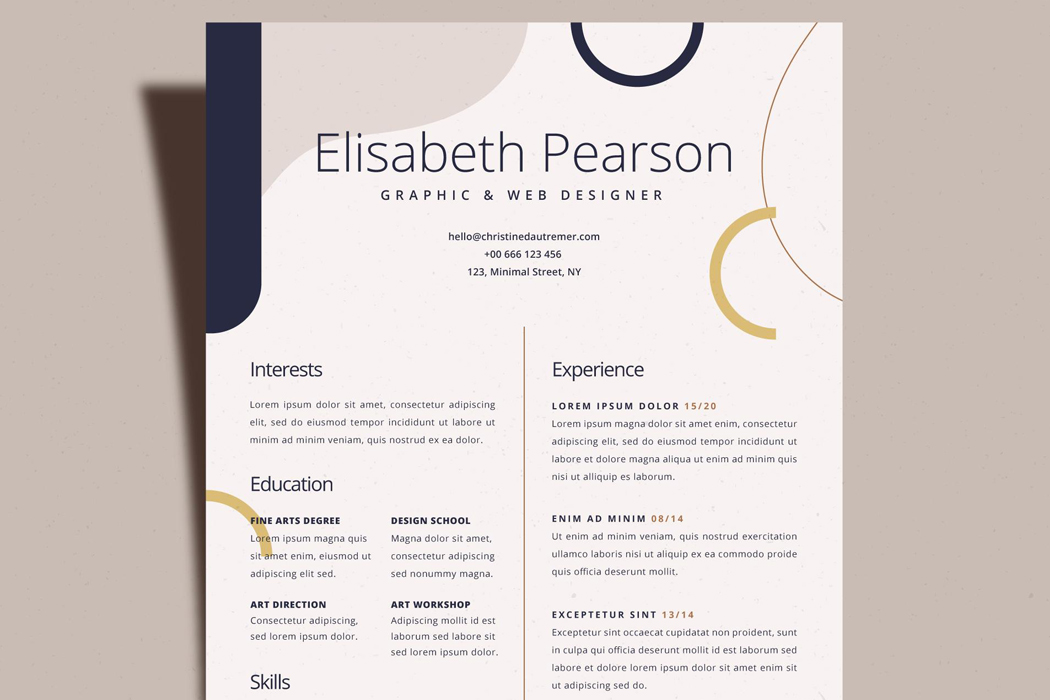 Elisabeth Pearson
GRAPHIC & WEB DESIGNER
hello@christinedautremer.com
+00 666 123 456
123, Minimal Street, NY
Interests
Lorem ipsum dolor sit amet, consectetur adipiscing
elit, sed do eiusmod tempor incididunt ut labore ut
minim ad minim veniam, quis nostrud ex ea dolor.
Education
FINE ARTS DEGREE
Lorem ipsum magna quis
sit amet enim, eiusmod ut
adipiscing elit sed.
DESIGN SCHOOL
Magna dolor sit amet,
consectetur adipiscing
sed nonummy magna.
ART DIRECTION
Consectetur adipiscing,
sed lorem ipsum dolor.
ART WORKSHOP
Adipiscing mollit id est
laborum sed labore sit
sed lorem ipsum dolor.
Skills
Experience
LOREM IPSUM DOLOR 15/20
Lorem ipsum magna dolor sit amet enim, consectetur
adipiscing elit, sed do eiusmod tempor incididunt ut
labore et dolore magna aliqua ut enim ad minim quis
nisi ut alliquip es laborum.
ENIM AD MINIM 08/14
Ut enim ad minim veniam, quis nostrud exercitation
ullamco laboris nisi ut aliquip ex ea commodo proide
quis officia deserunt mollit.
EXCEPTETUR SINT 13/14
Exceptetur sint occaecat cupidatat non proident, sunt
in culpa qui officia deserunt mollit id est laborum sed
labore et dolore lorem ipsum dolor sit amet enim sit
ut adipiscing sed do.